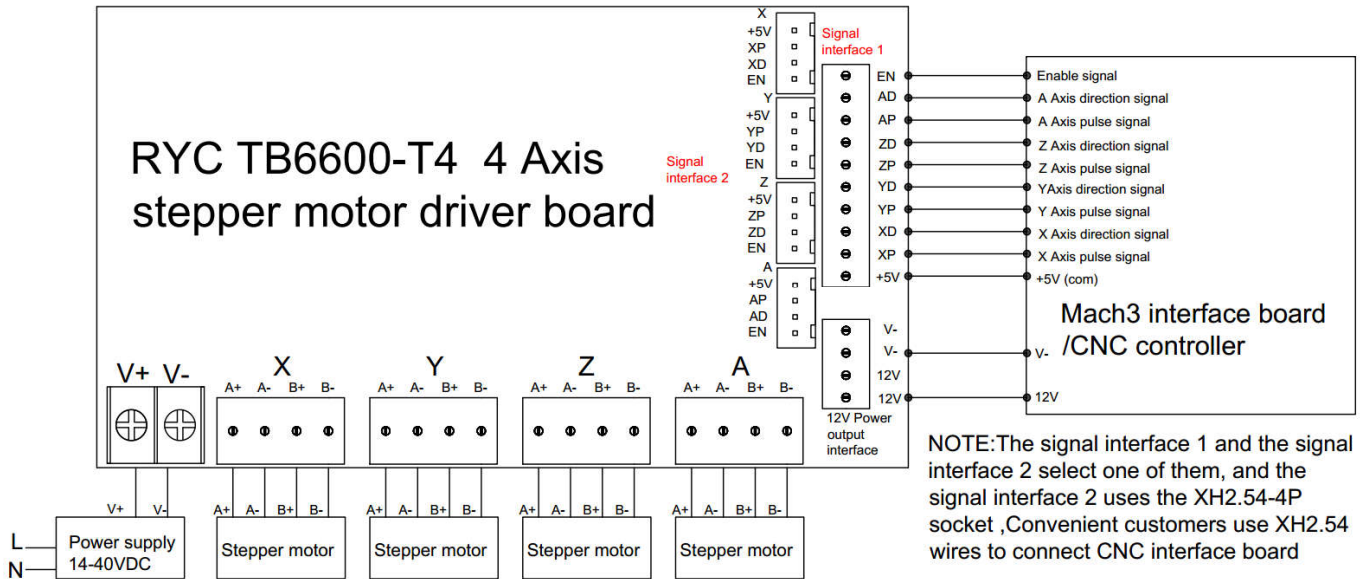 RYC TB6600-T4 4 Axis
stepper motor driver board
X
+5V
XP
XD
EN
Y
+5V
YP
YD
EN
Z
+5V
ZP
ZD
EN
A
+5V
AP
AD
EN
Signal
interface 2
Signal
interface 1
EN
AD
AP
ZD
ZP
YD
YP
XD
XP
+5V
V-
V-
12V
12V
12V Power
output
interface
Enable signal
A Axis direction signal
A Axis pulse signal
Z Axis direction signal
Z Axis pulse signal
YAxis direction signal
Y Axis pulse signal
X Axis direction signal
X Axis pulse signal
+5V (com)
Mach3 interface board
/CNC controller
V-
12V
V+ V-
X
A+ A- B+ B-
Y
A+ A- B+ B-
Z
A+ A- B+ B-
A
A+ A- B+ B-
V+ V-
L
N
Power supply
14-40VDC
A+ A- B+ B-
Stepper motor
A+ A- B+ B-
Stepper motor
A+ A- B+ B-
Stepper motor
A+ A- B+ B-
Stepper motor
NOTE:The signal interface 1 and the signal
interface 2 select one of them, and the
signal interface 2 uses the XH2.54-4P
socket ,Convenient customers use XH2.54
wires to connect CNC interface board